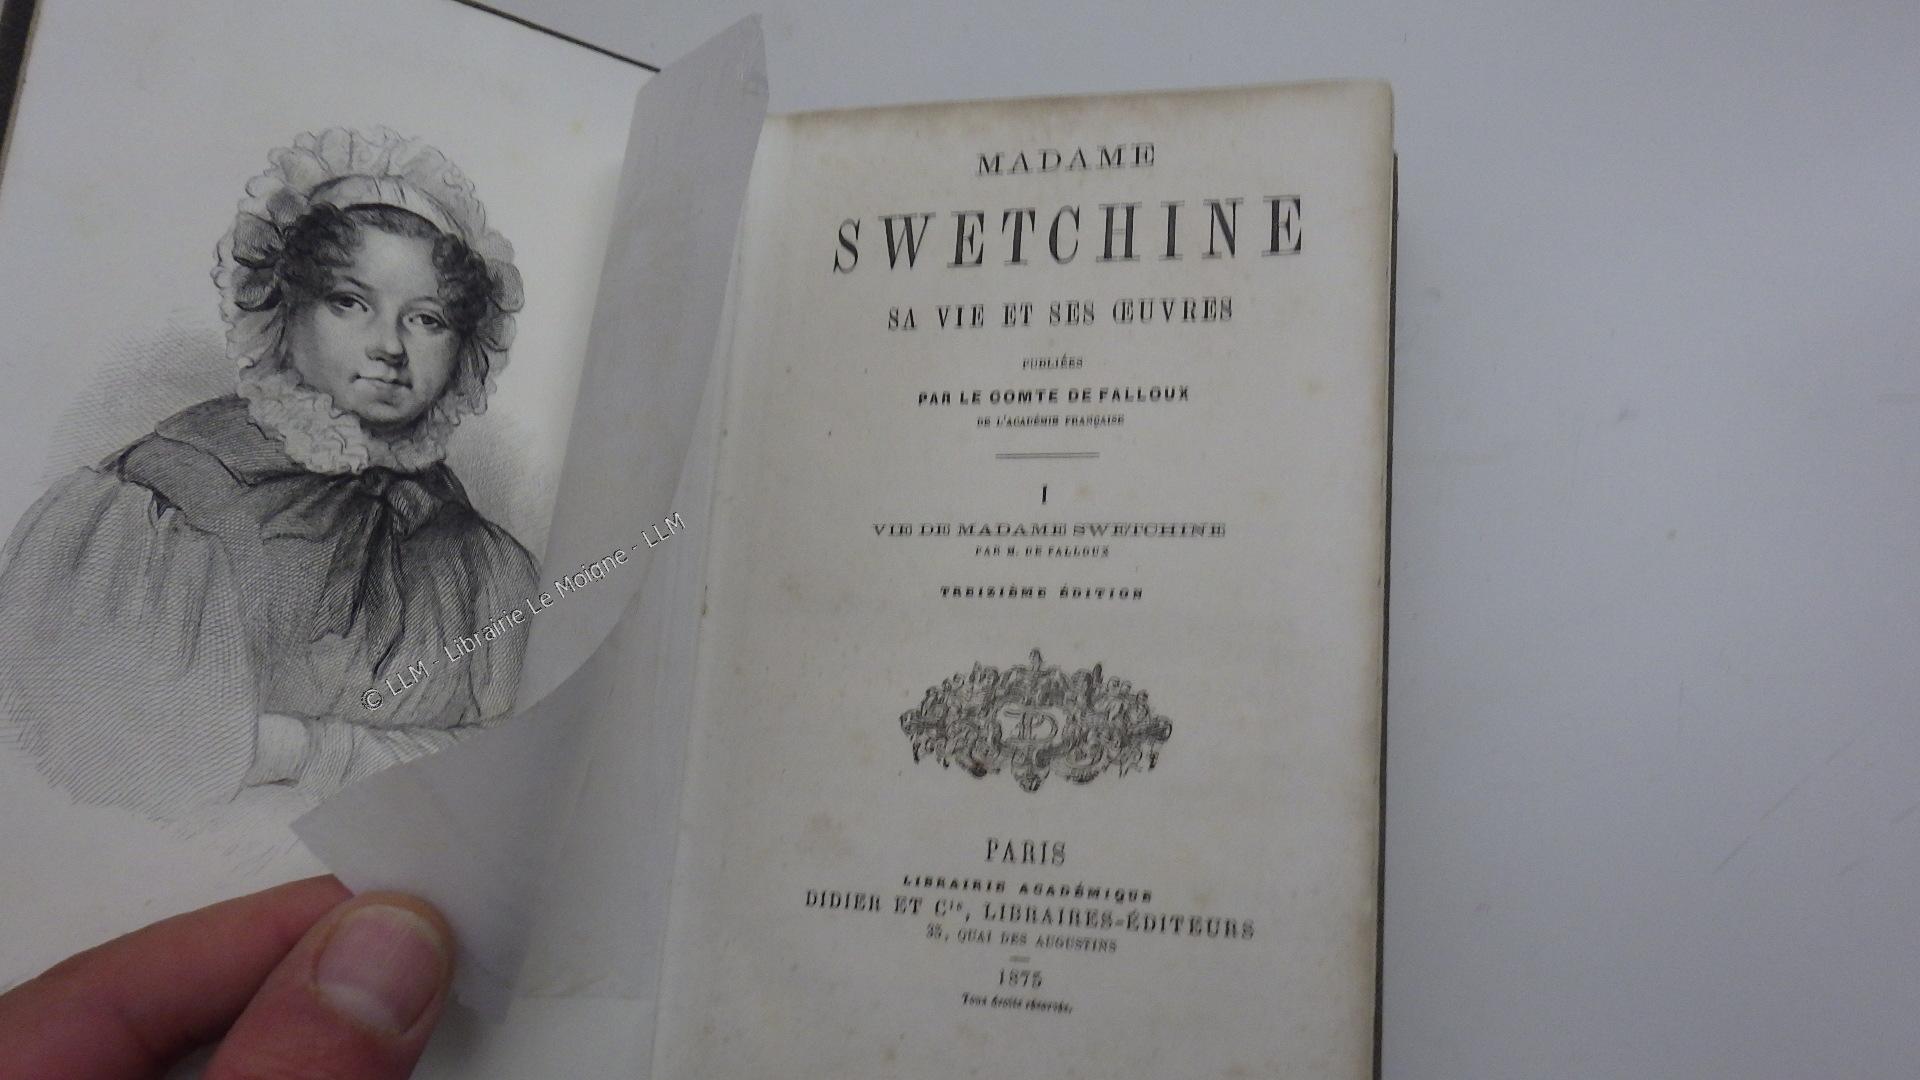 MADAME
SWETCHINE
SA VIE ET SES ŒUVRES
PUBLIÉES
PAR LE COMTE DE FALLOUX
DE L'ACADÉMIE FRANÇAISE
I
VIE DE MADAME SWETCHINE
PAR M. DE FALLOUX
TREIZIÈME ÉDITION
PARIS
LIBRAIRIE ACADÉMIQUE
DIDIER ET Cie, LIBRAIRES-ÉDITEURS
35, QUAI DES AUGUSTINS
1875
Tous droits réservés.
© LLM - Librairie Le Moigne - LLM